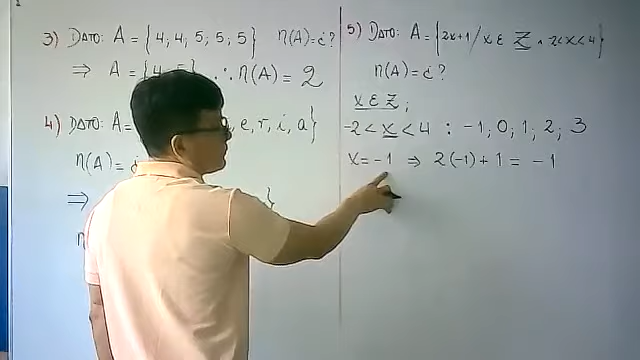 3) DATO: A = {4, 4, 5, 5, 5} n(A) = ¿?
⇒ A = {4, 5} ∴ n(A) = 2
4) DATO: A = e, r, i, a}
n(A) = ¿
⇒ }
n
5) DATO: A = {2x+1 / x ∈ Z ∧ -2 < x < 4}
n(A) = ¿?
x ∈ Z ;
-2 < x < 4 : -1, 0, 1, 2, 3
x = -1 ⇒ 2(-1) + 1 = -1